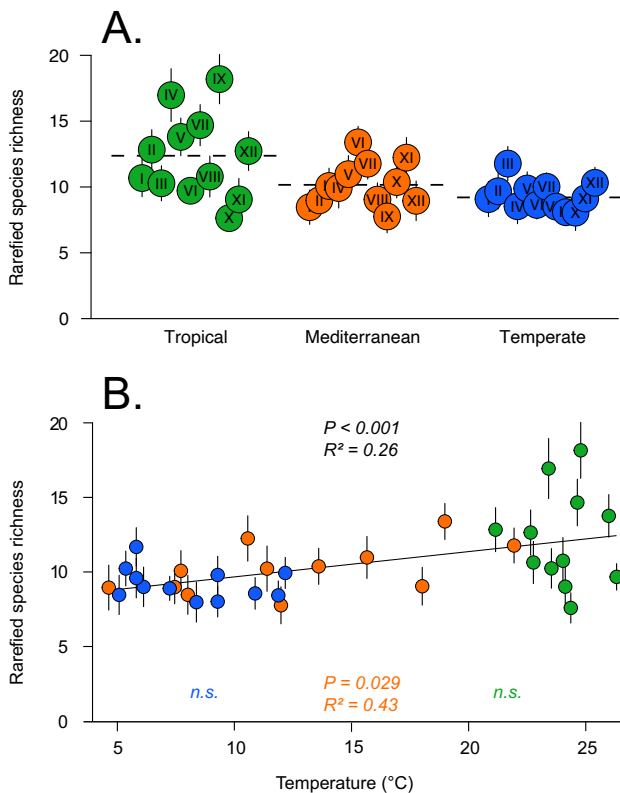 A.
Rarefied species richness
20
15
10
5
0
I II III IV V VI VII VIII IX X XI XII
II IV V VI VII VIII IX X XI XII
I II III IV V VII X XI XII
Tropical Mediterranean Temperate
B.
Rarefied species richness
20
15
10
5
0
P < 0.001
R² = 0.26
n.s.
P = 0.029
R² = 0.43
n.s.
5 10 15 20 25
Temperature (°C)